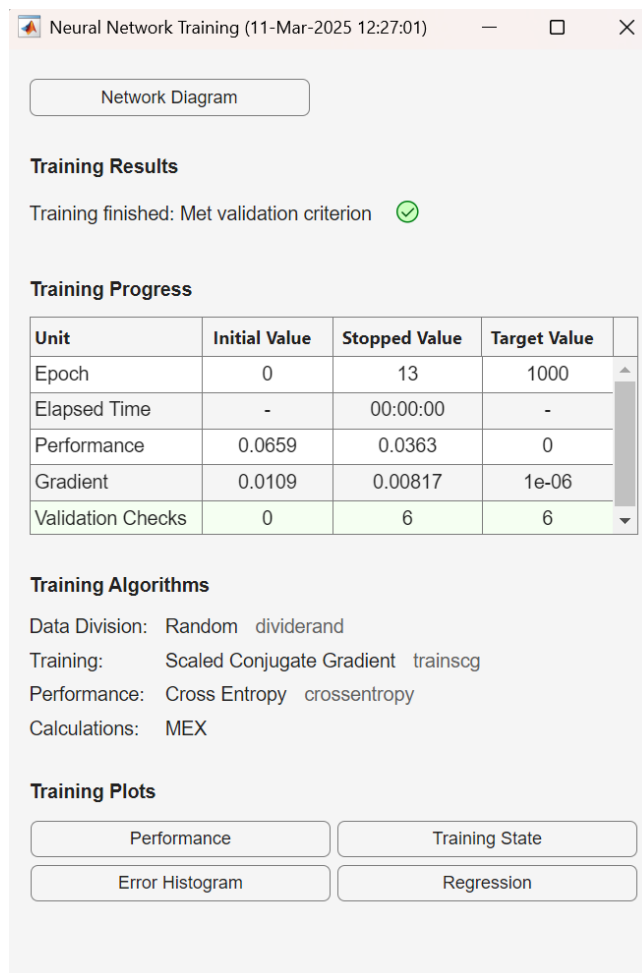 Neural Network Training (11-Mar-2025 12:27:01)
Network Diagram
Training Results
Training finished: Met validation criterion
Training Progress
Unit Initial Value Stopped Value Target Value
Epoch 0 13 1000
Elapsed Time - 00:00:00 -
Performance 0.0659 0.0363 0
Gradient 0.0109 0.00817 1e-06
Validation Checks 0 6 6
Training Algorithms
Data Division: Random dividerand
Training: Scaled Conjugate Gradient trainscg
Performance: Cross Entropy crossentropy
Calculations: MEX
Training Plots
Performance Training State
Error Histogram Regression